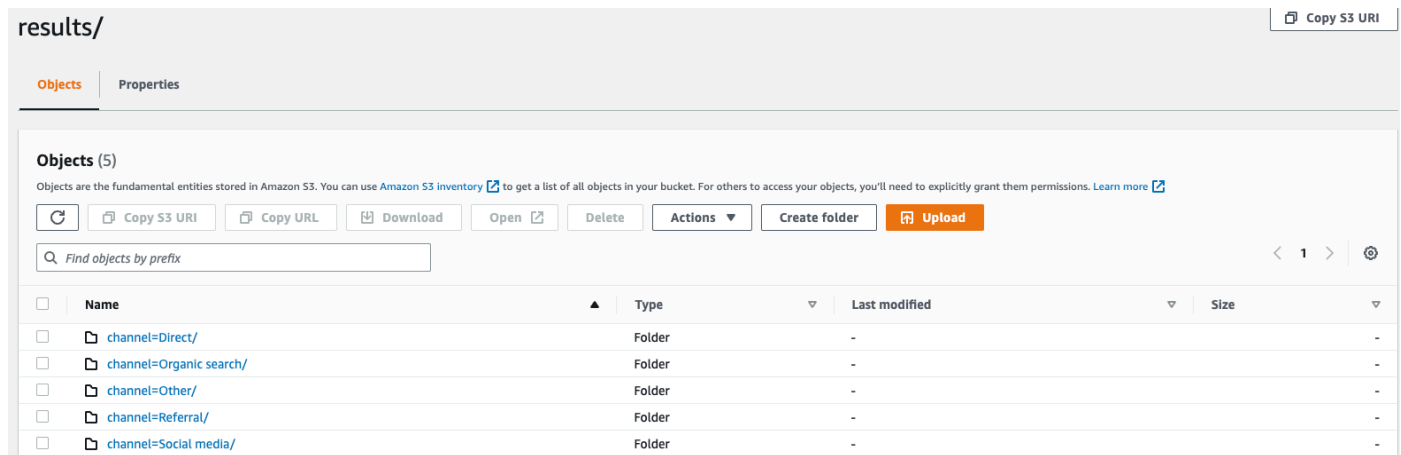 results/
Copy S3 URI
Objects
Properties
Objects (5)
Objects are the fundamental entities stored in Amazon S3. You can use Amazon S3 inventory to get a list of all objects in your bucket. For others to access your objects, you'll need to explicitly grant them permissions. Learn more
Copy S3 URI Copy URL Download Open Delete Actions Create folder Upload
Find objects by prefix
1
Name Type Last modified Size
channel=Direct/ Folder - -
channel=Organic search/ Folder - -
channel=Other/ Folder - -
channel=Referral/ Folder - -
channel=Social media/ Folder - -